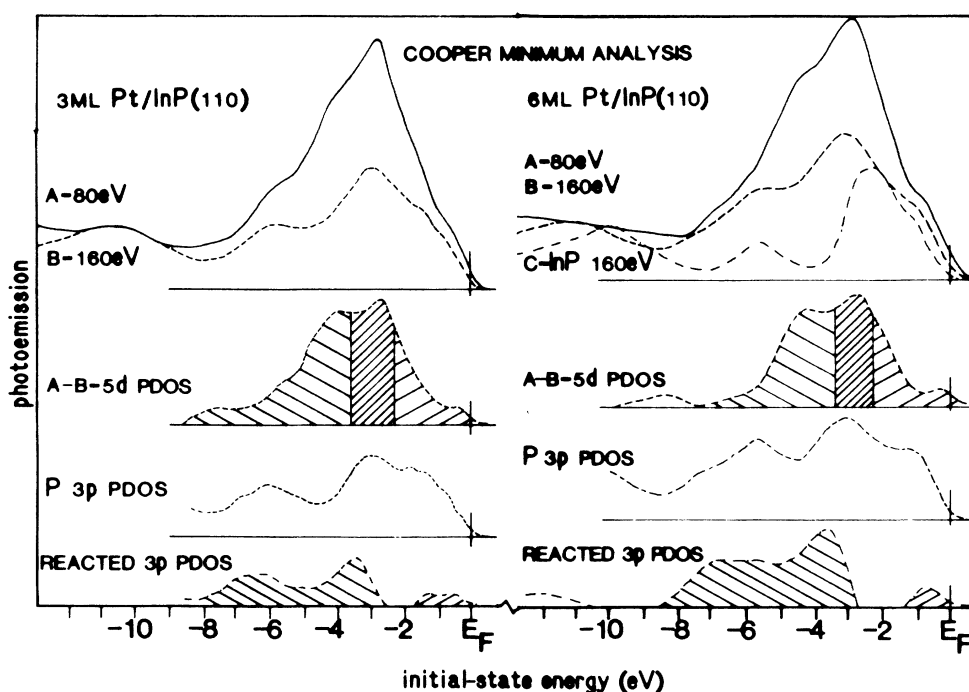 COOPER MINIMUM ANALYSIS
3ML Pt/InP(110)
6ML Pt/InP(110)
A-80eV
B-160eV
A-80eV
B-160eV
C-InP 160eV
A-B-5d PDOS
A-B-5d PDOS
P 3p PDOS
P 3p PDOS
REACTED 3p PDOS
REACTED 3p PDOS
photoemission
-10 -8 -6 -4 -2 EF -10 -8 -6 -4 -2 EF
initial-state energy (eV)